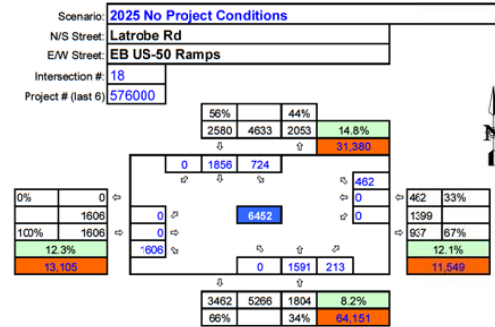 Scenario: 2025 No Project Conditions
N/S Street: Latrobe Rd
E/W Street: EB US-50 Ramps
Intersection #: 18
Project # (last 6) 576000
56% 44%
2580 4633 2053 14.8%
31,380
0 1856 724
462
0% 0 0 462 33%
1606 0 6452 0 1399
100% 1606 0 937 67%
12.3% 1606 12.1%
13,105 0 1591 213 11,549
3462 5266 1804 8.2%
66% 34% 64,151